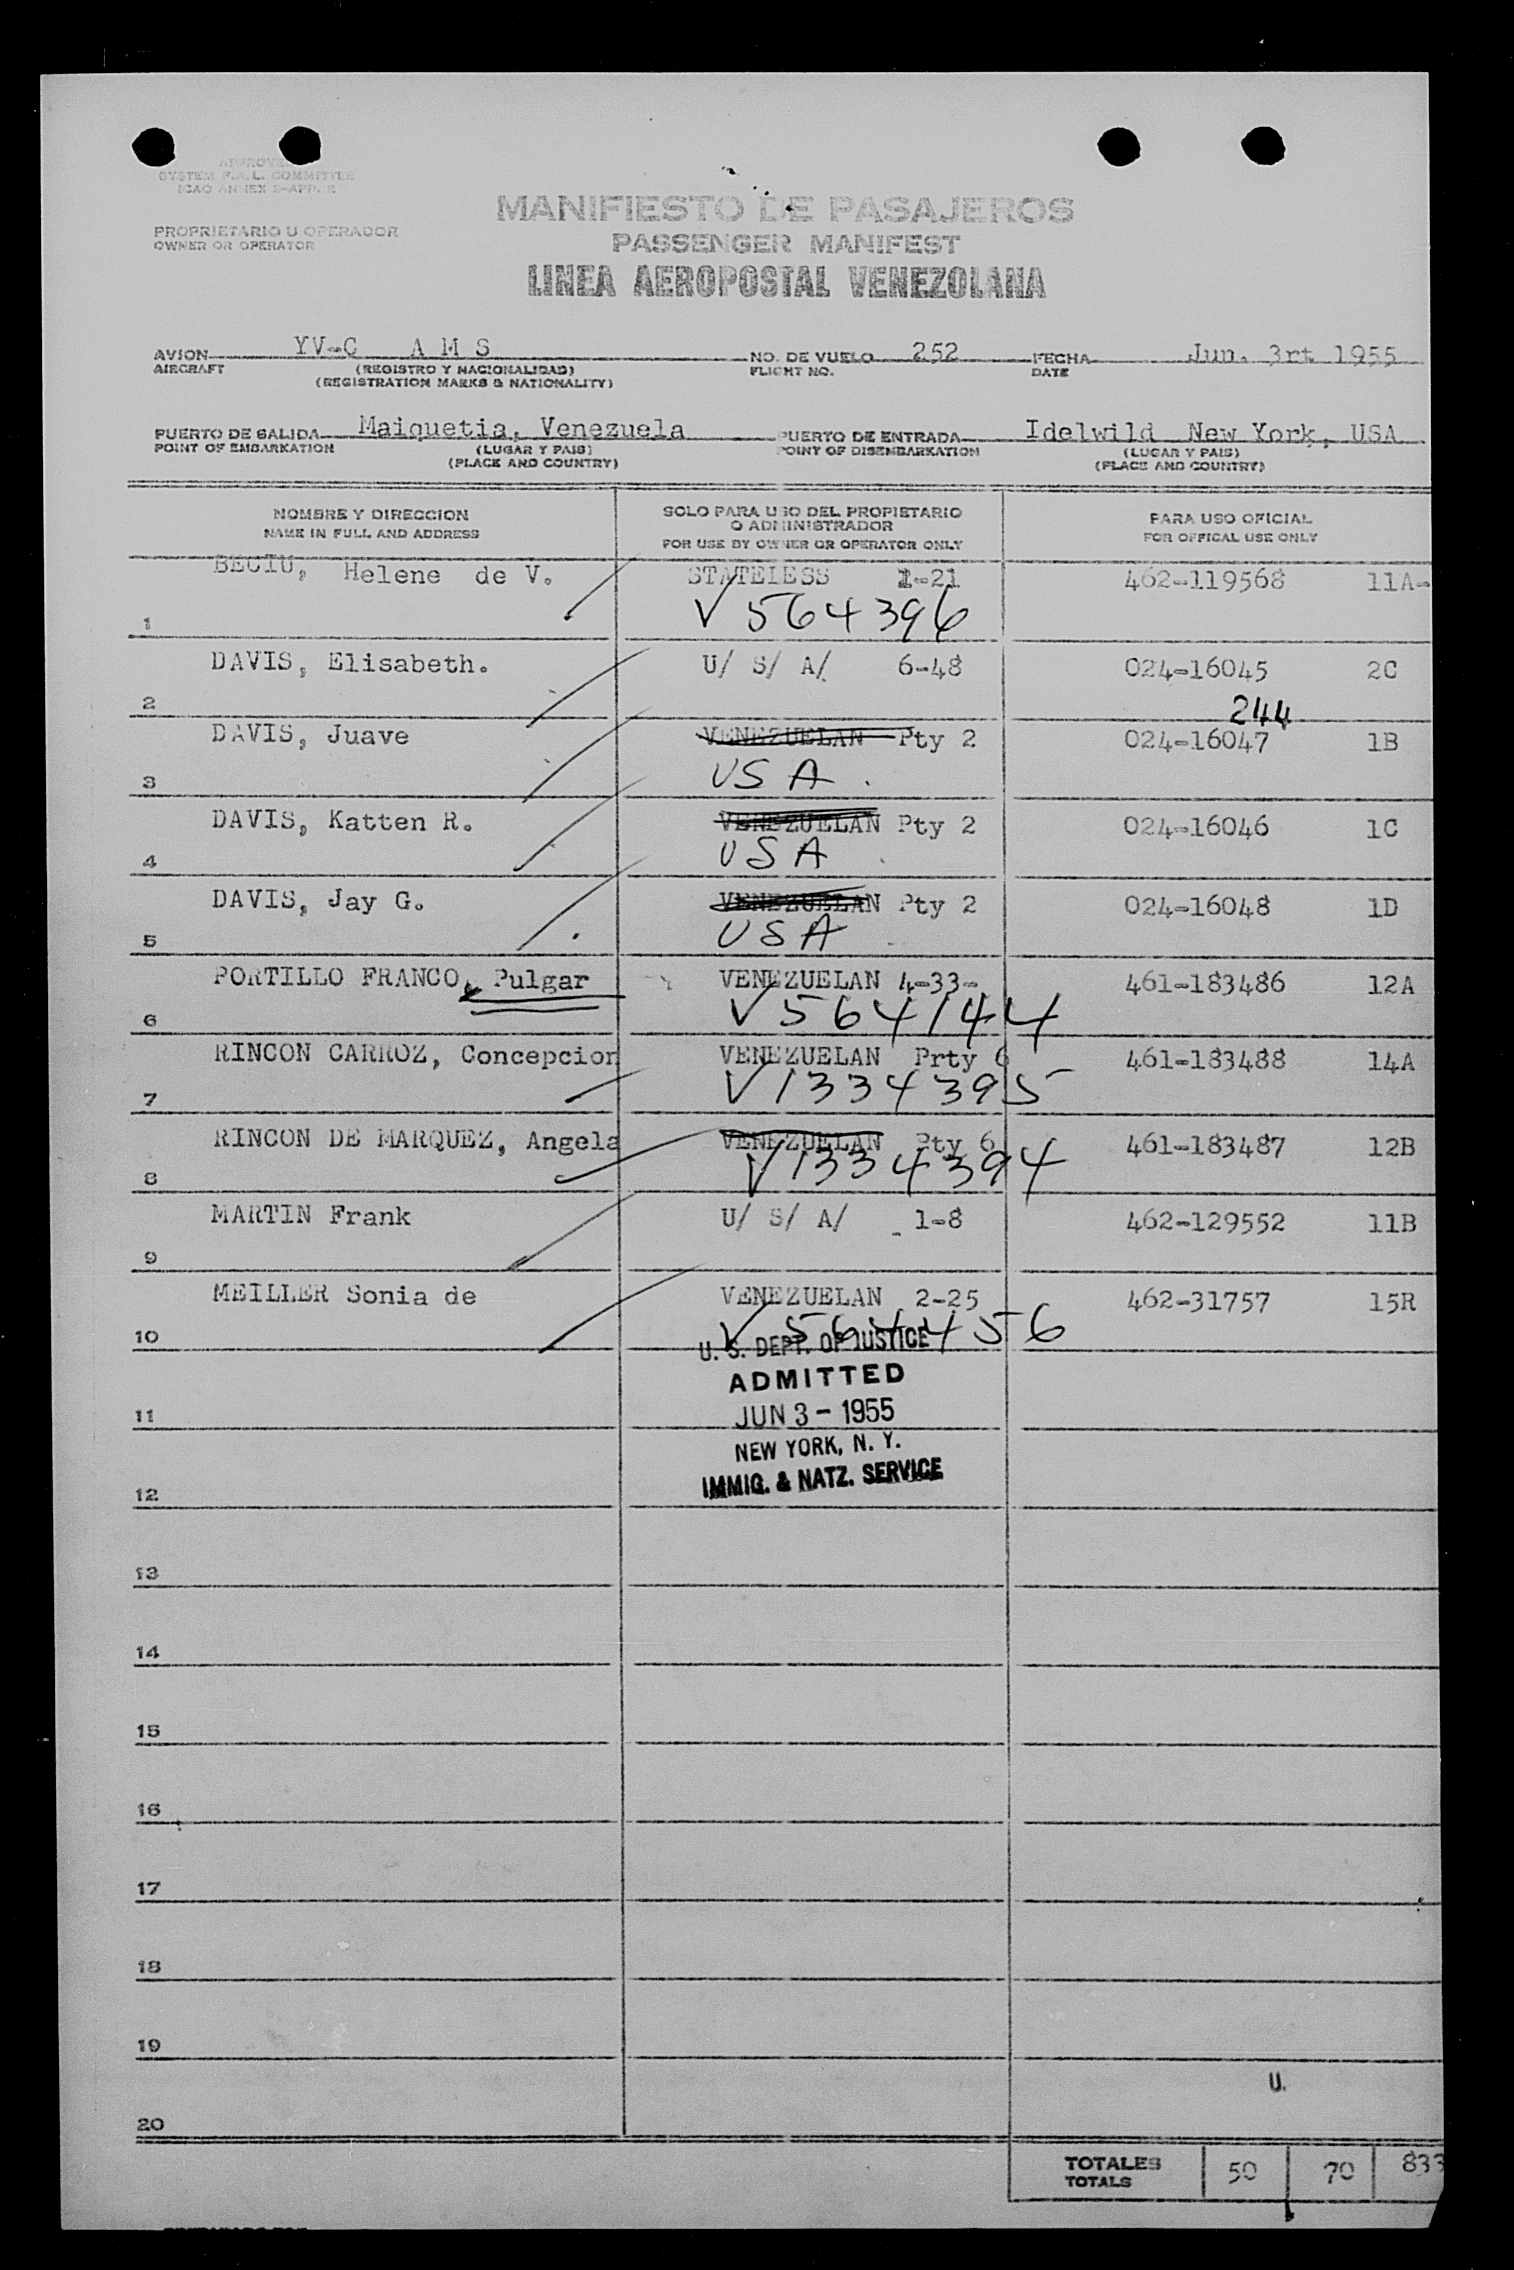 APPROVED
SYSTEM F.A.L. COMMITTEE
ICAO ANNEX 9-APP. E
MANIFIESTO DE PASAJEROS
PROPRIETARIO U OPERADOR
OWNER OR OPERATOR
PASSENGER MANIFEST
LINEA AEROPOSTAL VENEZOLANA
AVION YV-C A M S NO. DE VUELO 252 FECHA Jun. 3rt 1955
AIRCRAFT (REGISTRO Y NACIONALIDAD) FLIGHT NO. DATE
(REGISTRATION MARKS & NATIONALITY)
PUERTO DE SALIDA Maiquetia, Venezuela PUERTO DE ENTRADA Idelwild New York, USA
POINT OF EMBARKATION (LUGAR Y PAIS) POINT OF DISEMBARKATION (LUGAR Y PAIS)
(PLACE AND COUNTRY) (PLACE AND COUNTRY)
NOMBRE Y DIRECCION SOLO PARA USO DEL PROPIETARIO PARA USO OFICIAL
O ADMINISTRADOR
NAME IN FULL AND ADDRESS FOR USE BY OWNER OR OPERATOR ONLY FOR OFFICAL USE ONLY
BECIU, Helene de V. STATELESS 1-21 462-119568 11A-
1 V 564396
DAVIS, Elisabeth. U/ S/ A/ 6-48 024-16045 2C
2 244
DAVIS, Juave VENEZUELAN Pty 2 024-16047 1B
3 USA
DAVIS, Katten R. VENEZUELAN Pty 2 024-16046 1C
4 USA
DAVIS, Jay G. VENEZUELAN Pty 2 024-16048 1D
5 USA
PORTILLO FRANCO, Pulgar VENEZUELAN 4-33- 461-183486 12A
6 V 564144
RINCON CARROZ, Concepcion VENEZUELAN Prty 6 461-183488 14A
7 V 1334395
RINCON DE MARQUEZ, Angela VENEZUELAN Pty 6 461-183487 12B
8 V 1334394
MARTIN Frank U/ S/ A/ 1-8 462-129552 11B
9
MEILLER Sonia de VENEZUELAN 2-25 462-31757 15R
10 V 564456
U. S. DEPT. OF JUSTICE
ADMITTED
11 JUN 3 - 1955
NEW YORK, N. Y.
12 IMMIG. & NATZ. SERVICE
13
14
15
16
17
18
19
U.
20
TOTALES 50 70 833
TOTALS